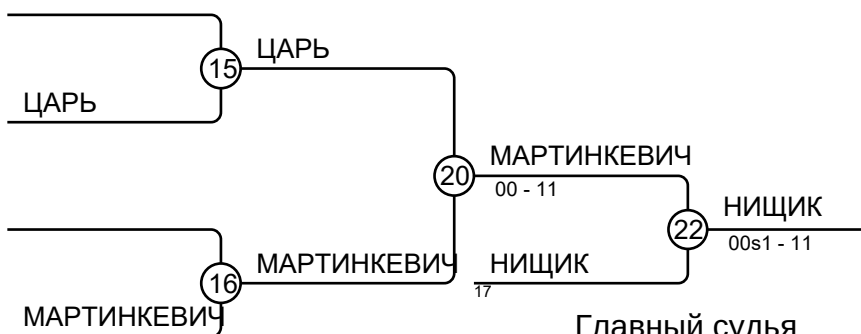 ЦАРЬ
15
ЦАРЬ
МАРТИНКЕВИЧ
20
00 - 11
НИЩИК
22
00s1 - 11
МАРТИНКЕВИЧ
НИЩИК
16
17
МАРТИНКЕВИЧ
Главный судья